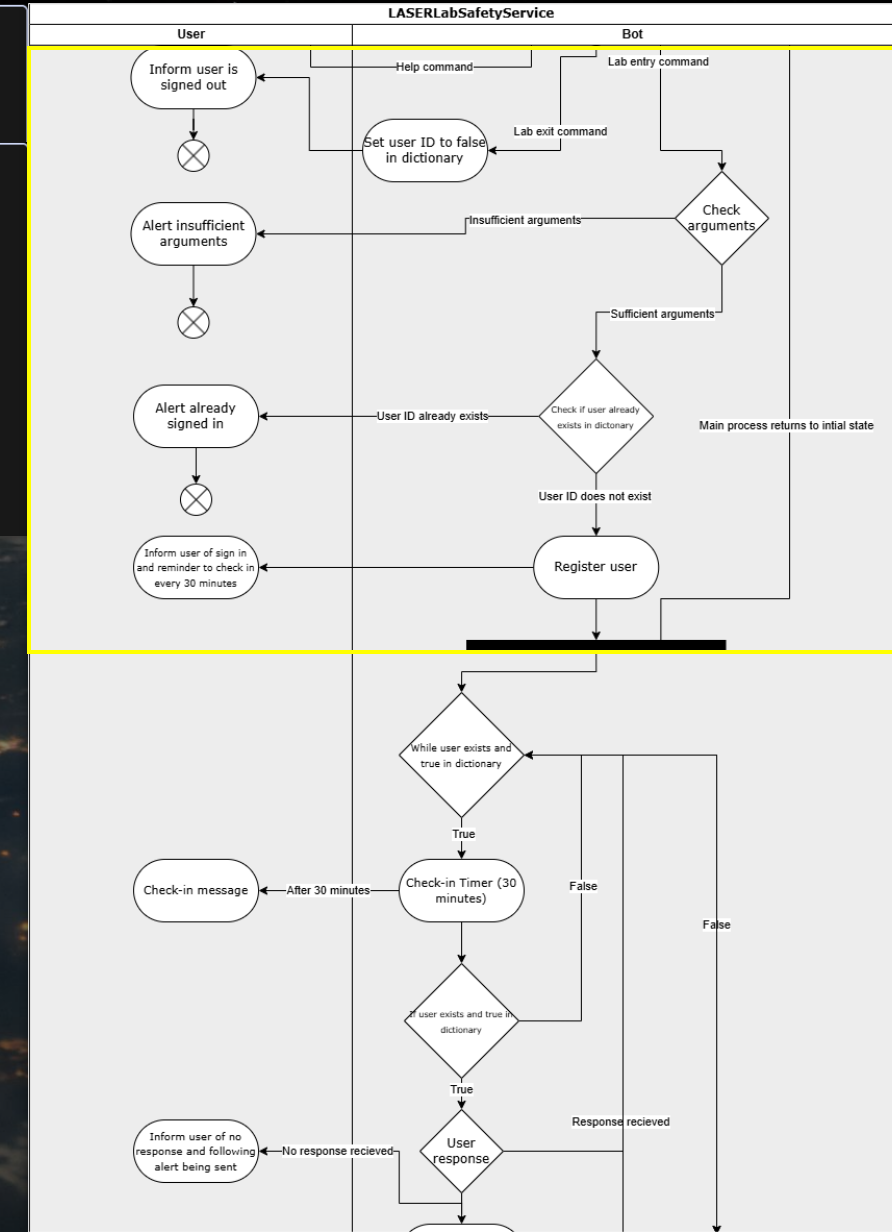 LASERLabSafetyService
User
Bot
Inform user is
signed out
Help command
Lab entry command
Lab exit command
Set user ID to false
in dictionary
Alert insufficient
arguments
Insufficient arguments
Check
arguments
Sufficient arguments
Alert already
signed in
User ID already exists
Check if user already
exists in dictonary
Main process returns to intial state
User ID does not exist
Inform user of sign in
and reminder to check in
every 30 minutes
Register user
While user exists and
true in dictionary
True
Check-in message
After 30 minutes
Check-in Timer (30
minutes)
False
False
If user exists and true in
dictionary
True
Response recieved
Inform user of no
response and following
alert being sent
No response recieved
User
response